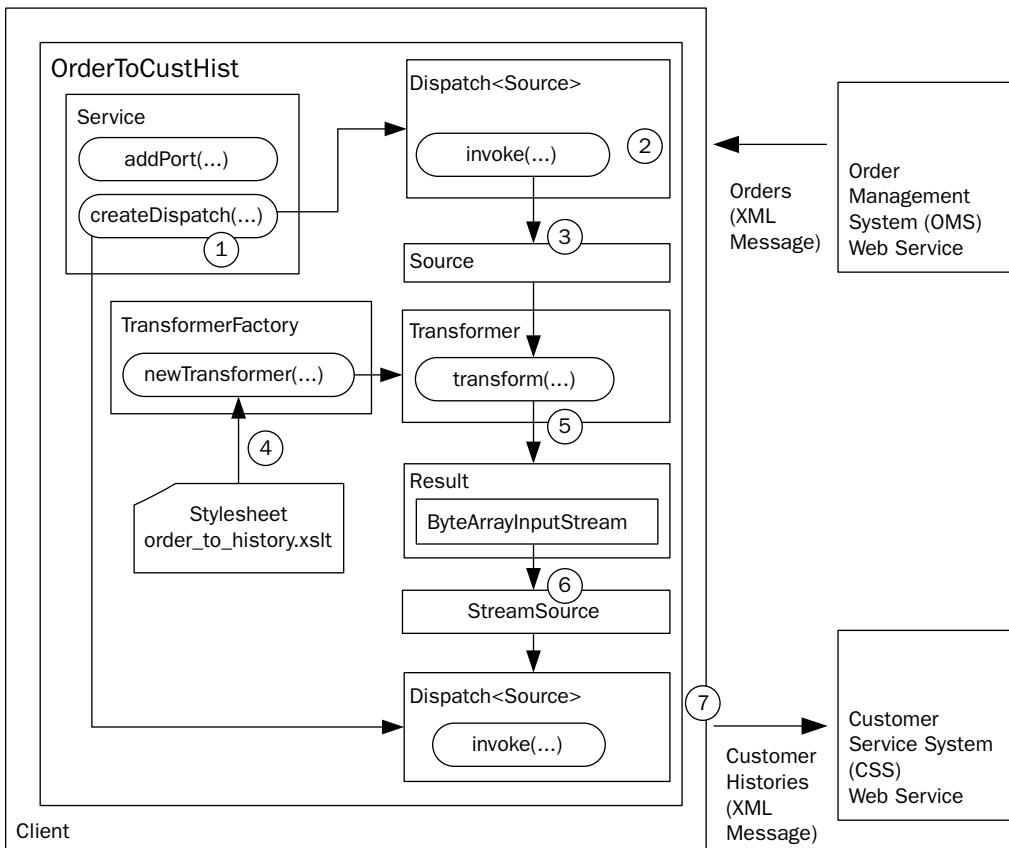 OrderToCustHist
Service
addPort(...)
createDispatch(...)
1
Dispatch<Source>
invoke(...)
2
3
Source
TransformerFactory
newTransformer(...)
4
Stylesheet
order_to_history.xslt
Transformer
transform(...)
5
Result
ByteArrayInputStream
6
StreamSource
Dispatch<Source>
invoke(...)
7
Client
Orders
(XML
Message)
Order
Management
System (OMS)
Web Service
Customer
Histories
(XML
Message)
Customer
Service System
(CSS)
Web Service